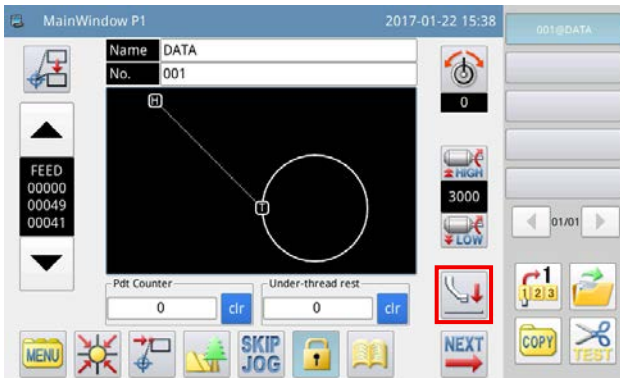 MainWindow P1
2017-01-22 15:38
001@DATA
Name DATA
No. 001
0
H
T
FEED
00000
00049
00041
HIGH
3000
LOW
01/01
Pdt Counter
0
clr
Under-thread rest
0
clr
1 2 3
MENU
SKIP
JOG
NEXT
COPY
TEST